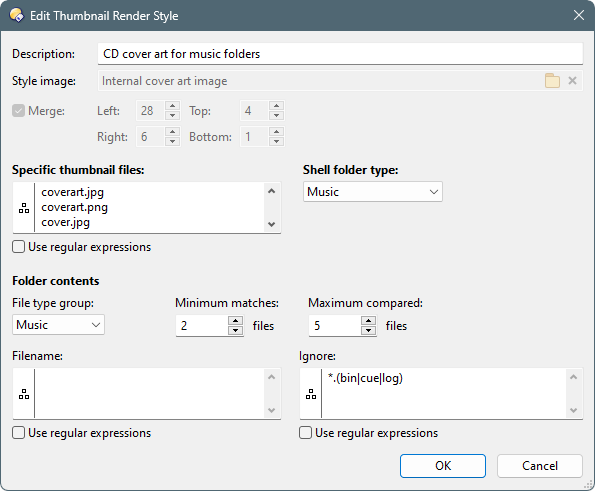 Edit Thumbnail Render Style
Description: CD cover art for music folders
Style image: Internal cover art image
Merge: Left: 28 Top: 4
Right: 6 Bottom: 1
Specific thumbnail files: Shell folder type:
coverart.jpg Music
coverart.png
cover.jpg
Use regular expressions
Folder contents
File type group: Minimum matches: Maximum compared:
Music 2 files 5 files
Filename: Ignore:
*.(bin|cue|log)
Use regular expressions Use regular expressions
OK Cancel